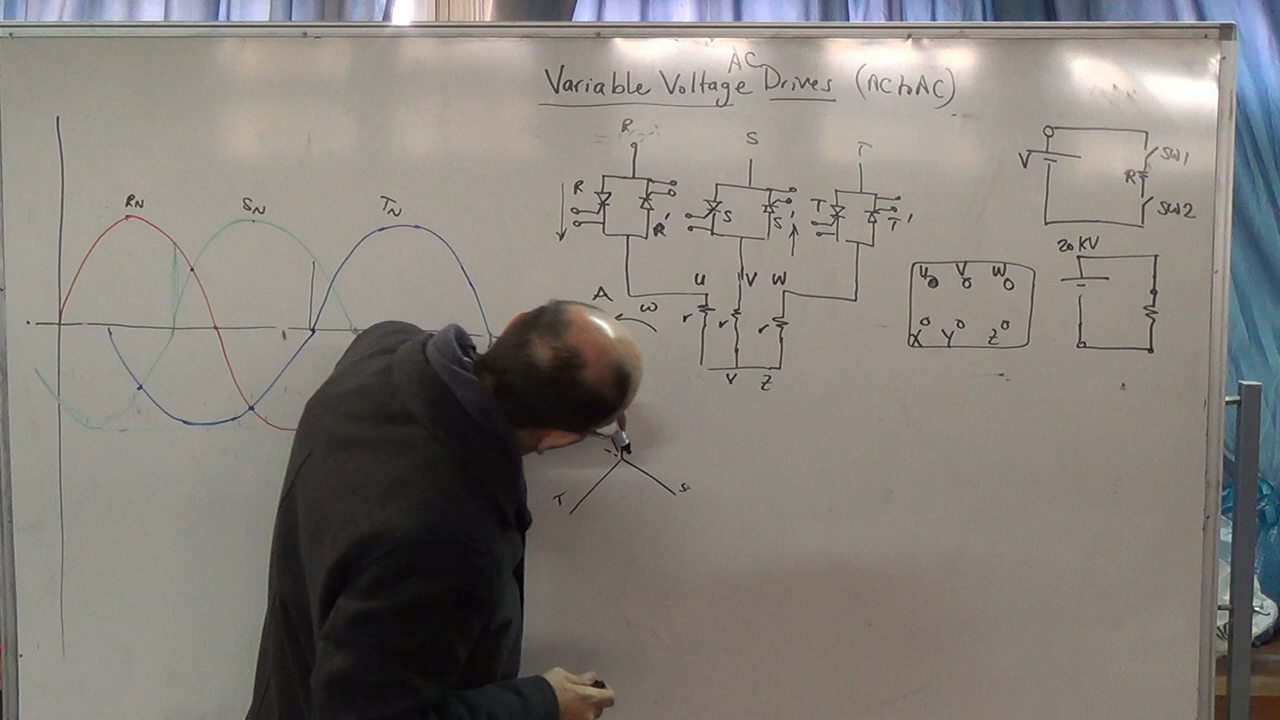 AC
Variable Voltage Drives (AC to AC)
R S T
R R' S S' T T'
RN SN TN
A ω U V W
r r r
Y Z
T S
V SW1
R
SW2
20 KV
U V W
X Y Z